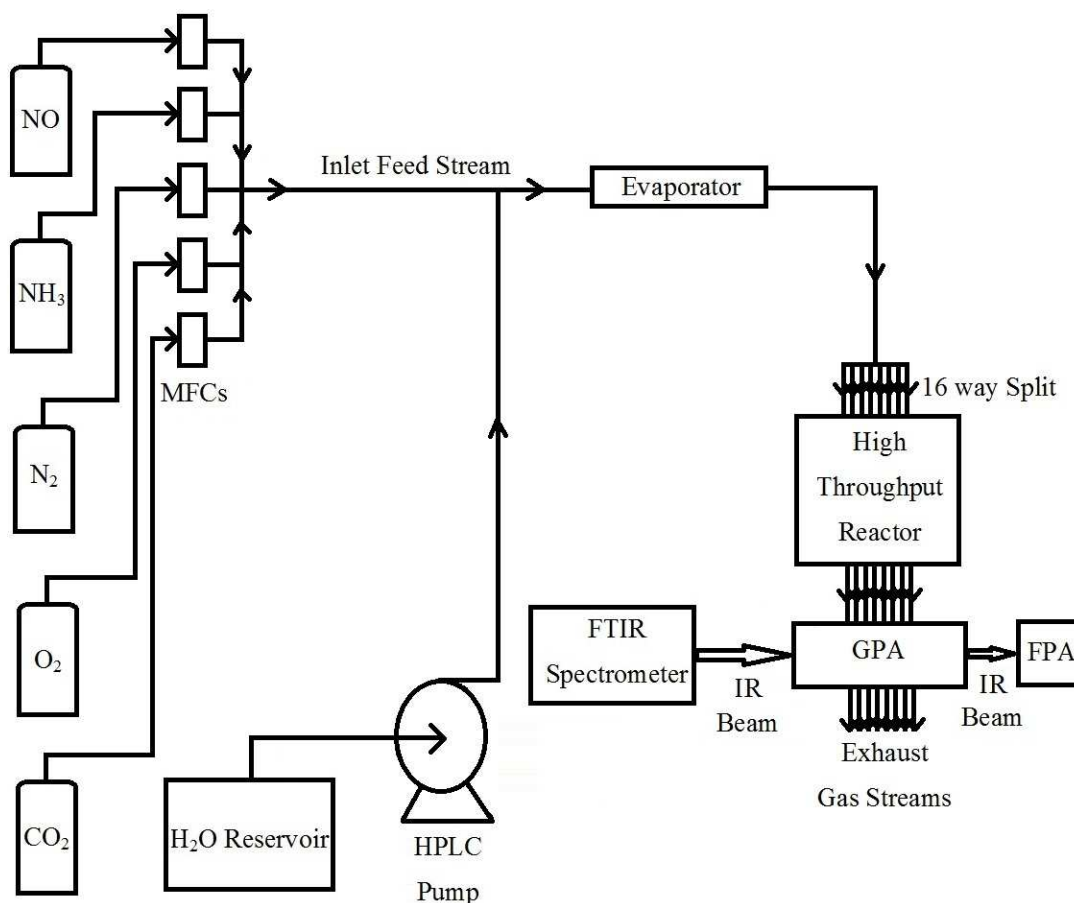 NO
NH₃
N₂
O₂
CO₂
MFCs
Inlet Feed Stream
Evaporator
16 way Split
High
Throughput
Reactor
FTIR
Spectrometer
IR
Beam
GPA
IR
Beam
FPA
Exhaust
Gas Streams
H₂O Reservoir
HPLC
Pump